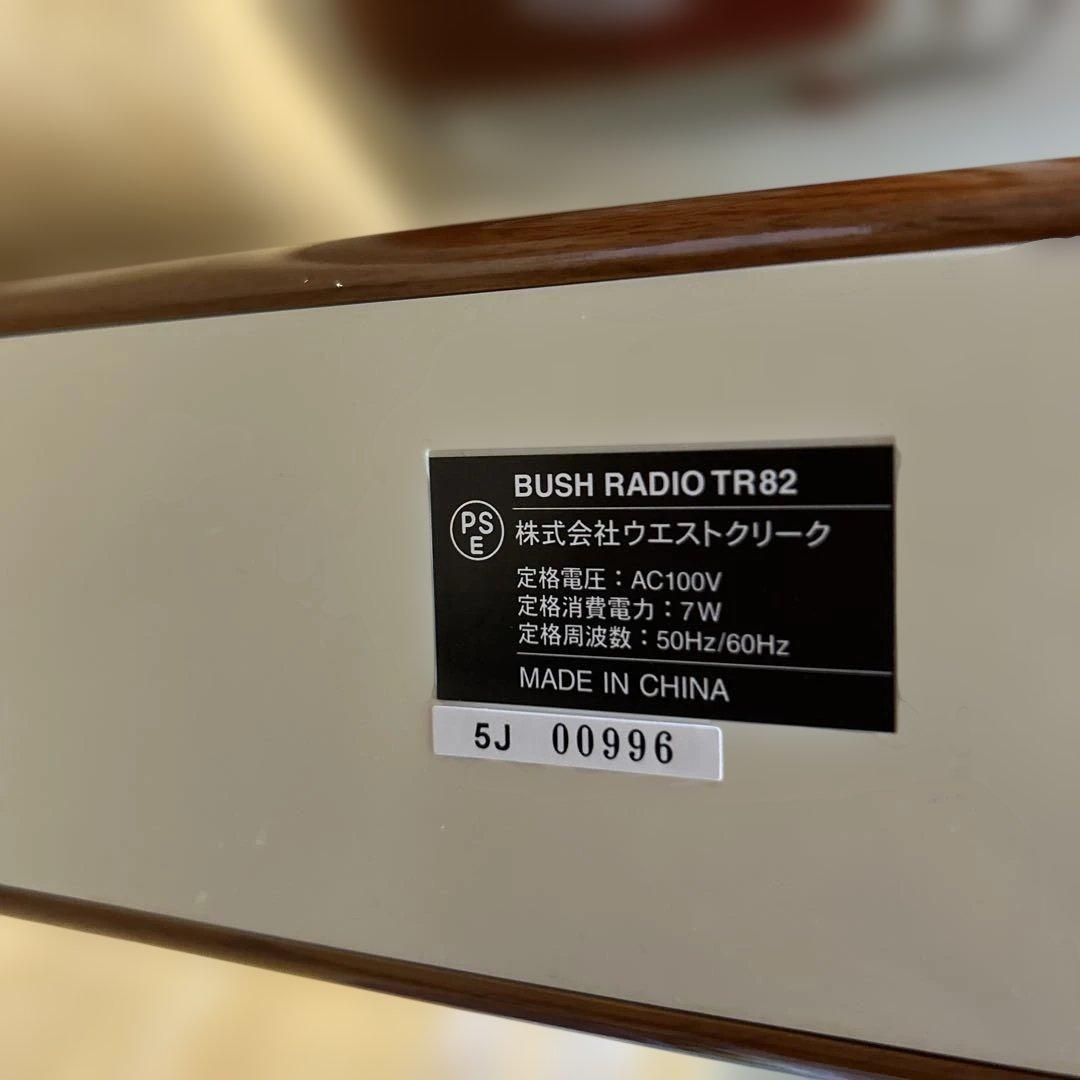 BUSH RADIO TR82
PS
E
株式会社ウエストクリーク
定格電圧：AC100V
定格消費電力：7W
定格周波数：50Hz/60Hz
MADE IN CHINA
5J 00996